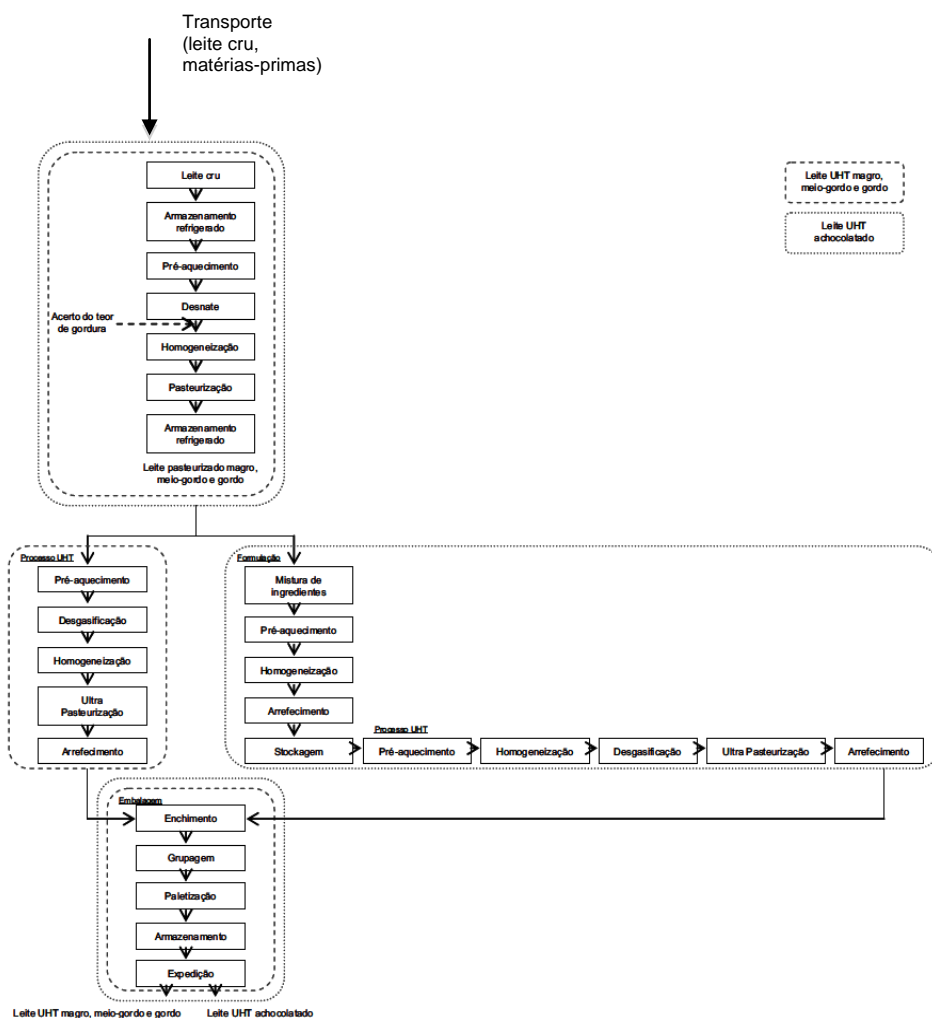 Transporte
(leite cru,
matérias-primas)
Leite cru
Armazenamento
refrigerado
Pré-aquecimento
Desnate
Acerto do teor
de gordura
Homogeneização
Pasteurização
Armazenamento
refrigerado
Leite pasteurizado magro,
meio-gordo e gordo
Leite UHT magro,
meio-gordo e gordo
Leite UHT
achocolatado
Processo UHT
Pré-aquecimento
Desgasificação
Homogeneização
Ultra
Pasteurização
Arrefecimento
Formulação
Mistura de
ingredientes
Pré-aquecimento
Homogeneização
Arrefecimento
Stockagem
Processo UHT
Pré-aquecimento
Homogeneização
Desgasificação
Ultra Pasteurização
Arrefecimento
Embalagem
Enchimento
Grupagem
Paletização
Armazenamento
Expedição
Leite UHT magro, meio-gordo e gordo
Leite UHT achocolatado